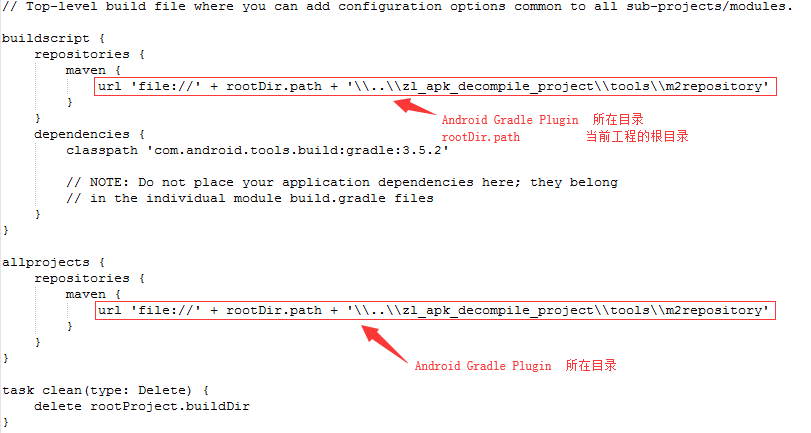 // Top-level build file where you can add configuration options common to all sub-projects/modules.
buildscript {
repositories {
maven {
url 'file://' + rootDir.path + '\\..\\zl_apk_decompile_project\\tools\\m2repository'
}
}
Android Gradle Plugin 所在目录
rootDir.path 当前工程的根目录
dependencies {
classpath 'com.android.tools.build:gradle:3.5.2'
// NOTE: Do not place your application dependencies here; they belong
// in the individual module build.gradle files
}
}
allprojects {
repositories {
maven {
url 'file://' + rootDir.path + '\\..\\zl_apk_decompile_project\\tools\\m2repository'
}
}
}
Android Gradle Plugin 所在目录
task clean(type: Delete) {
delete rootProject.buildDir
}